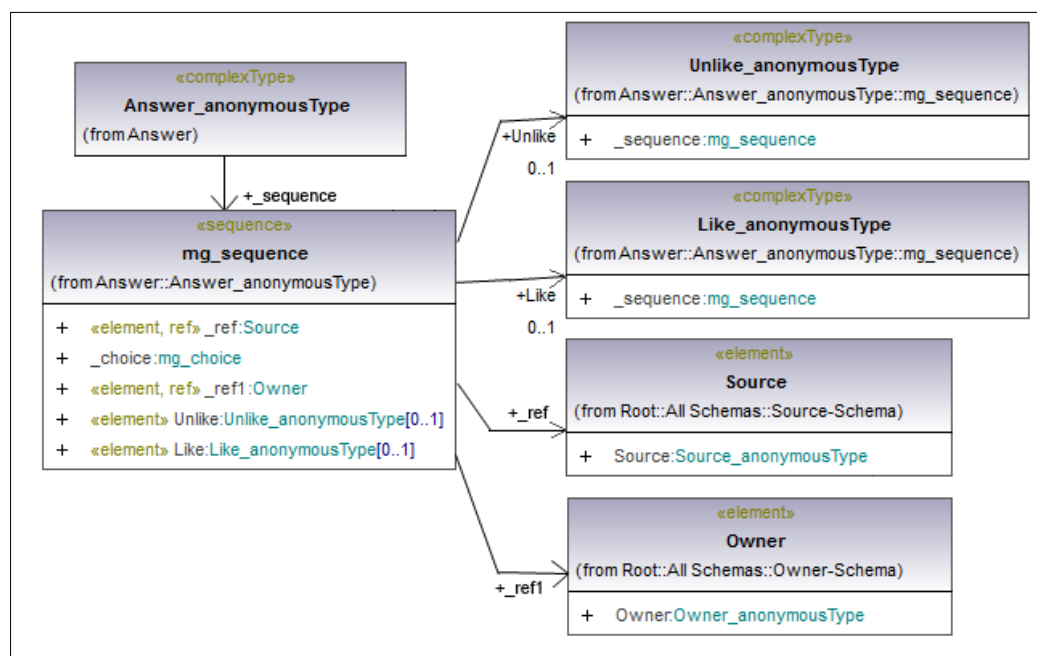 «complexType»
Answer_anonymousType
(from Answer)
+_sequence
«sequence»
mg_sequence
(from Answer::Answer_anonymousType)
+ «element, ref» _ref:Source
+ _choice:mg_choice
+ «element, ref» _ref1:Owner
+ «element» Unlike:Unlike_anonymousType[0..1]
+ «element» Like:Like_anonymousType[0..1]
+Unlike
0..1
«complexType»
Unlike_anonymousType
(from Answer::Answer_anonymousType::mg_sequence)
+ _sequence:mg_sequence
+Like
0..1
«complexType»
Like_anonymousType
(from Answer::Answer_anonymousType::mg_sequence)
+ _sequence:mg_sequence
+_ref
«element»
Source
(from Root::All Schemas::Source-Schema)
+ Source:Source_anonymousType
+_ref1
«element»
Owner
(from Root::All Schemas::Owner-Schema)
+ Owner:Owner_anonymousType